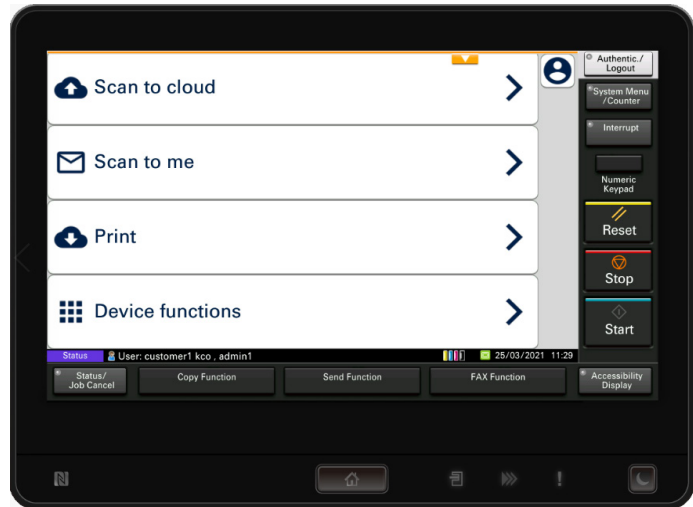 Scan to cloud
Scan to me
Print
Device functions
Authentic./
Logout
System Menu
/Counter
Interrupt
Numeric
Keypad
Reset
Stop
Start
Status
User: customer1 kco , admin1
25/03/2021 11:29
Status/
Job Cancel
Copy Function
Send Function
FAX Function
Accessibility
Display